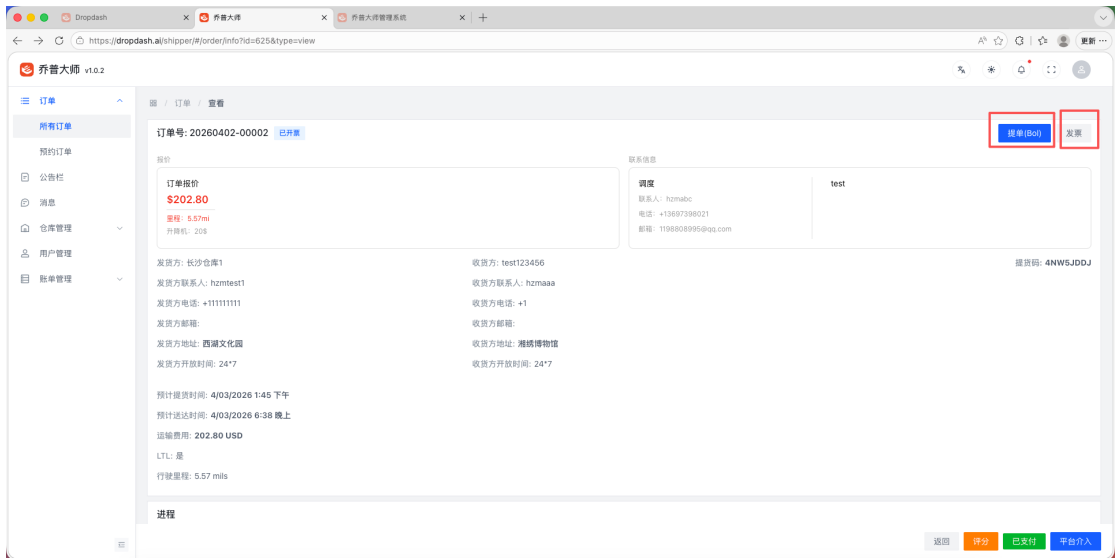 Dropdash
乔普大师
乔普大师管理系统
https://dropdash.ai/shipper/#/order/info?id=625&type=view
更新
乔普大师 v1.0.2
订单
所有订单
预约订单
公告栏
消息
仓库管理
用户管理
账单管理
订单 / 查看
订单号: 20260402-00002 已开票
提单(Bol) 发票
报价
订单报价
$202.80
里程: 5.57mi
升降机: 20$
联系信息
调度
联系人: hzmabc
电话: +13697398021
邮箱: 1198808995@qq.com
test
发货方: 长沙仓库1
收货方: test123456
提货码: 4NW5JDDJ
发货方联系人: hzmtest1
收货方联系人: hzmaaa
发货方电话: +111111111
收货方电话: +1
发货方邮箱:
收货方邮箱:
发货方地址: 西湖文化园
收货方地址: 湘绣博物馆
发货方开放时间: 24*7
收货方开放时间: 24*7
预计提货时间: 4/03/2026 1:45 下午
预计送达时间: 4/03/2026 6:38 晚上
运输费用: 202.80 USD
LTL: 是
行驶里程: 5.57 mils
进程
返回 评分 已支付 平台介入